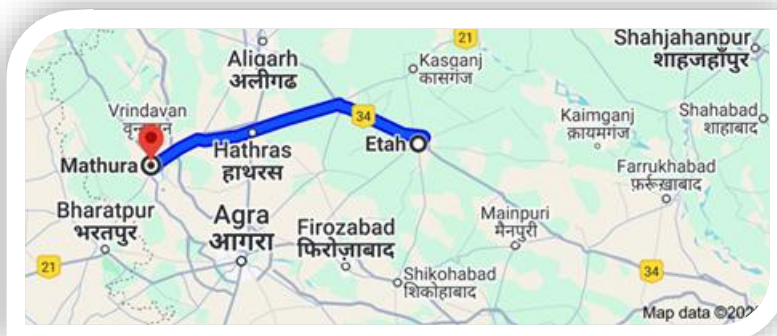 21
Shahjahanpur
शाहजहाँपुर
Aligarh
अलीगढ
Kasganj
कासगंज
Vrindavan
34
Kaimganj
क़ायमगंज
Shahabad
शाहाबाद
Mathura
Hathras
हाथरस
Etah
Farrukhabad
फ़र्रूख़ाबाद
Bharatpur
भरतपुर
Agra
आगरा
Firozabad
फिरोज़ाबाद
Mainpuri
मैनपुरी
21
Shikohabad
शिकोहाबाद
34
Map data